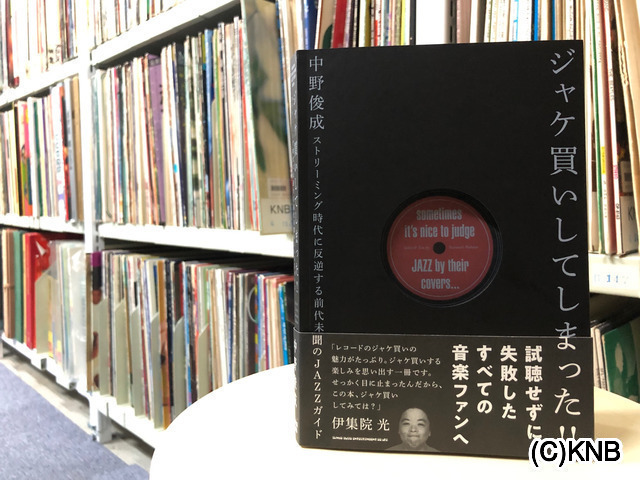 ジャケ買いしてしまった!!
中野俊成
ストリーミング時代に反逆する前代未聞のJAZZガイド
sometimes
it's nice to judge
JAZZ by their
covers...
試聴せずに
失敗した
すべての
音楽ファンへ
「レコードのジャケ買いの
魅力がたっぷり。ジャケ買いする
楽しみを思い出す一冊です。
せっかく目に止まったんだから、
この本、ジャケ買い
してみては？」
伊集院 光
KNB
(C)KNB